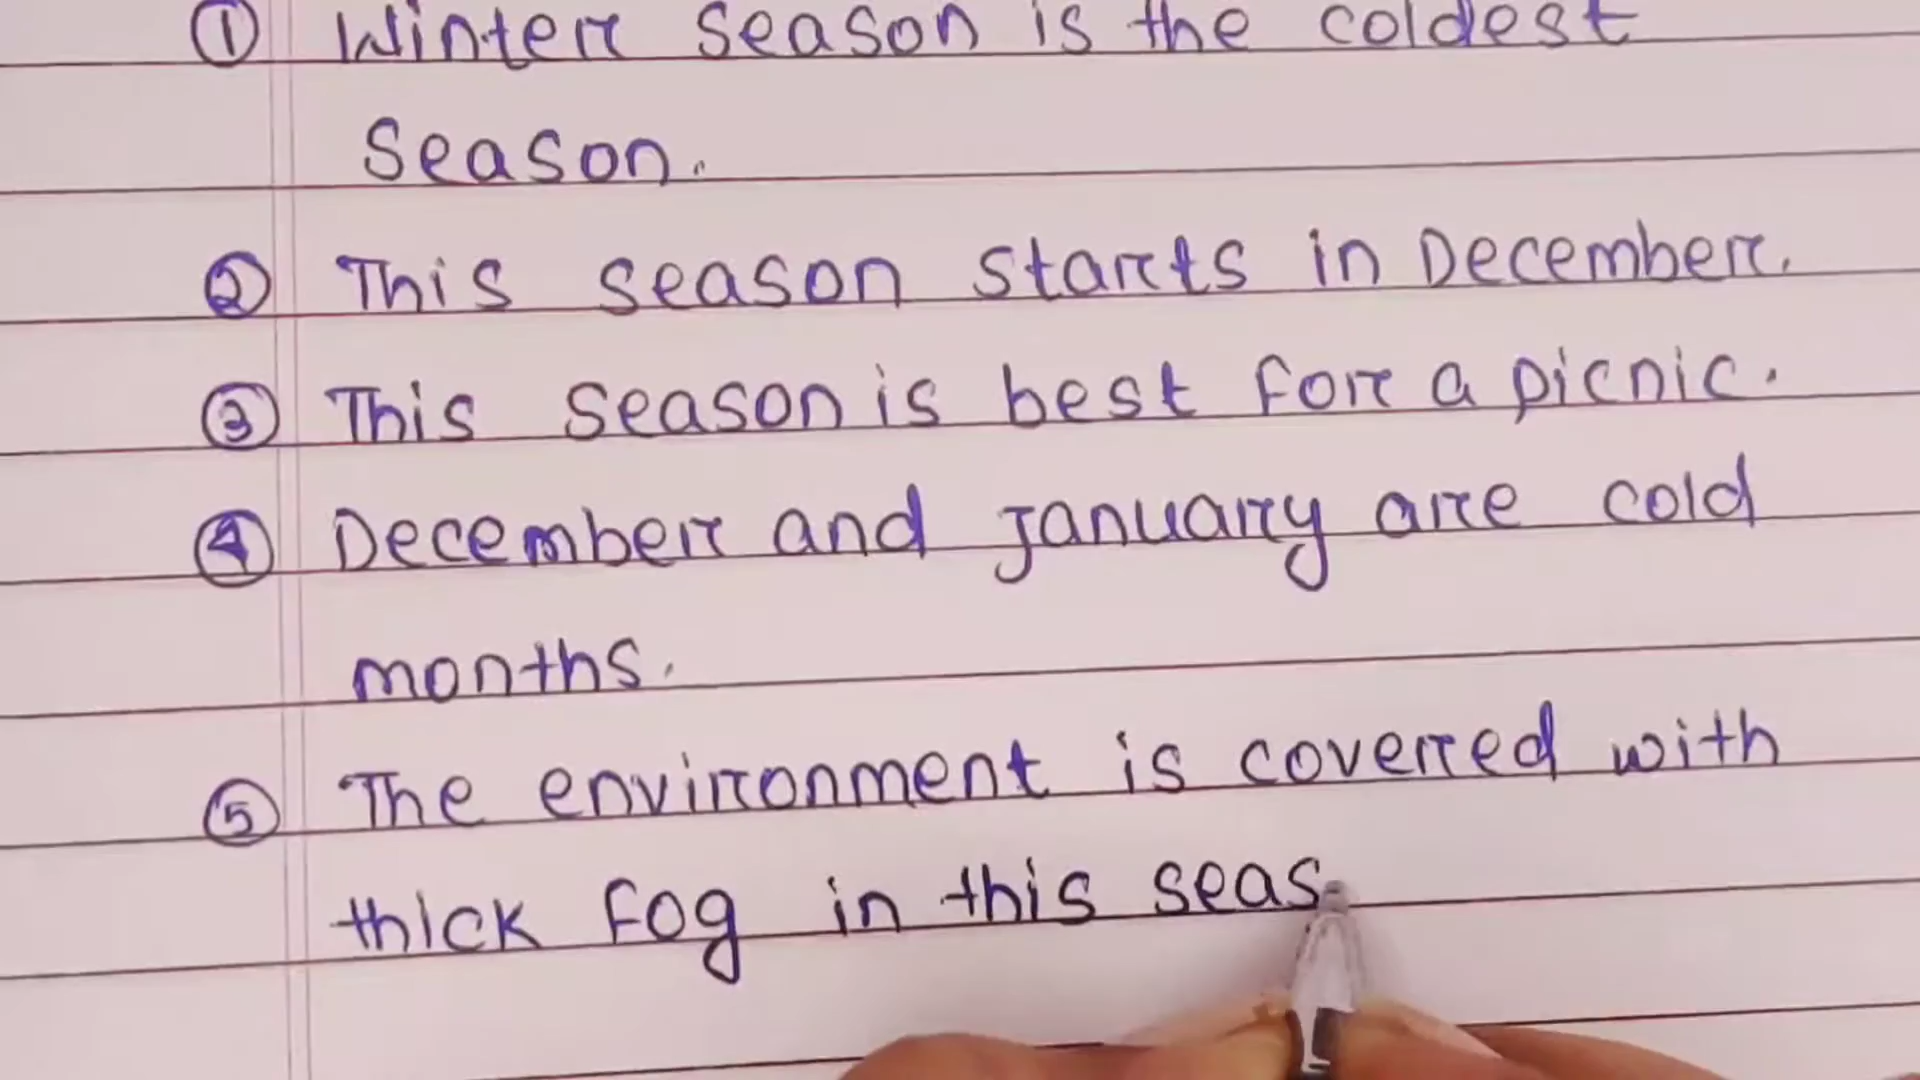 ① Winter season is the coldest
season.
② This season starts in December.
③ This season is best for a picnic.
④ December and January are cold
months.
⑤ The environment is covered with
thick fog in this seas